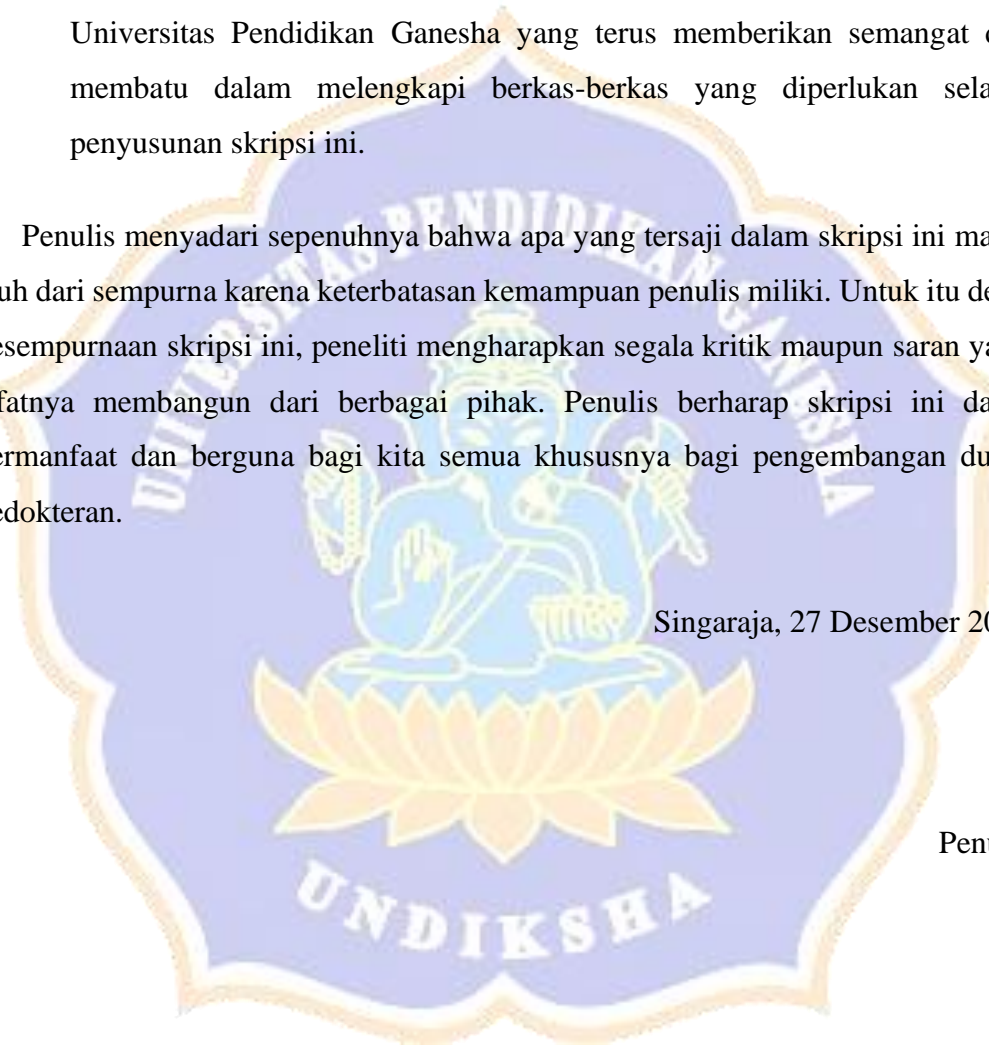 Universitas Pendidikan Ganesha yang terus memberikan semangat d
membatu dalam melengkapi berkas-berkas yang diperlukan sela
penyusunan skripsi ini.
Penulis menyadari sepenuhnya bahwa apa yang tersaji dalam skripsi ini ma
uh dari sempurna karena keterbatasan kemampuan penulis miliki. Untuk itu de
esempurnaan skripsi ini, peneliti mengharapkan segala kritik maupun saran ya
fatnya membangun dari berbagai pihak. Penulis berharap skripsi ini da
ermanfaat dan berguna bagi kita semua khususnya bagi pengembangan du
edokteran.
Singaraja, 27 Desember 20
Penu
UNIVERSITAS PENDIDIKAN GANESHA
UNDIKSHA